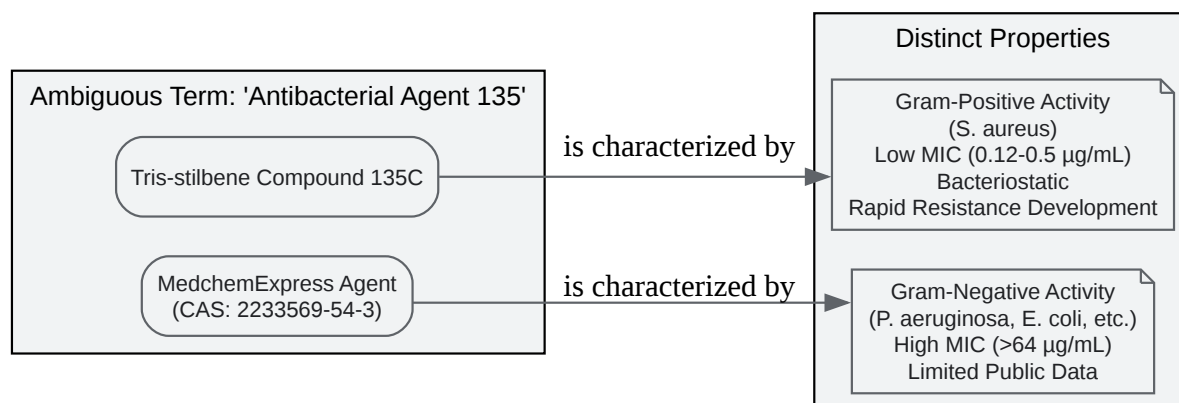 Ambiguous Term: 'Antibacterial Agent 135'
Tris-stilbene Compound 135C
MedchemExpress Agent
(CAS: 2233569-54-3)
is characterized by
is characterized by
Distinct Properties
Gram-Positive Activity
(S. aureus)
Low MIC (0.12-0.5 µg/mL)
Bacteriostatic
Rapid Resistance Development
Gram-Negative Activity
(P. aeruginosa, E. coli, etc.)
High MIC (>64 µg/mL)
Limited Public Data